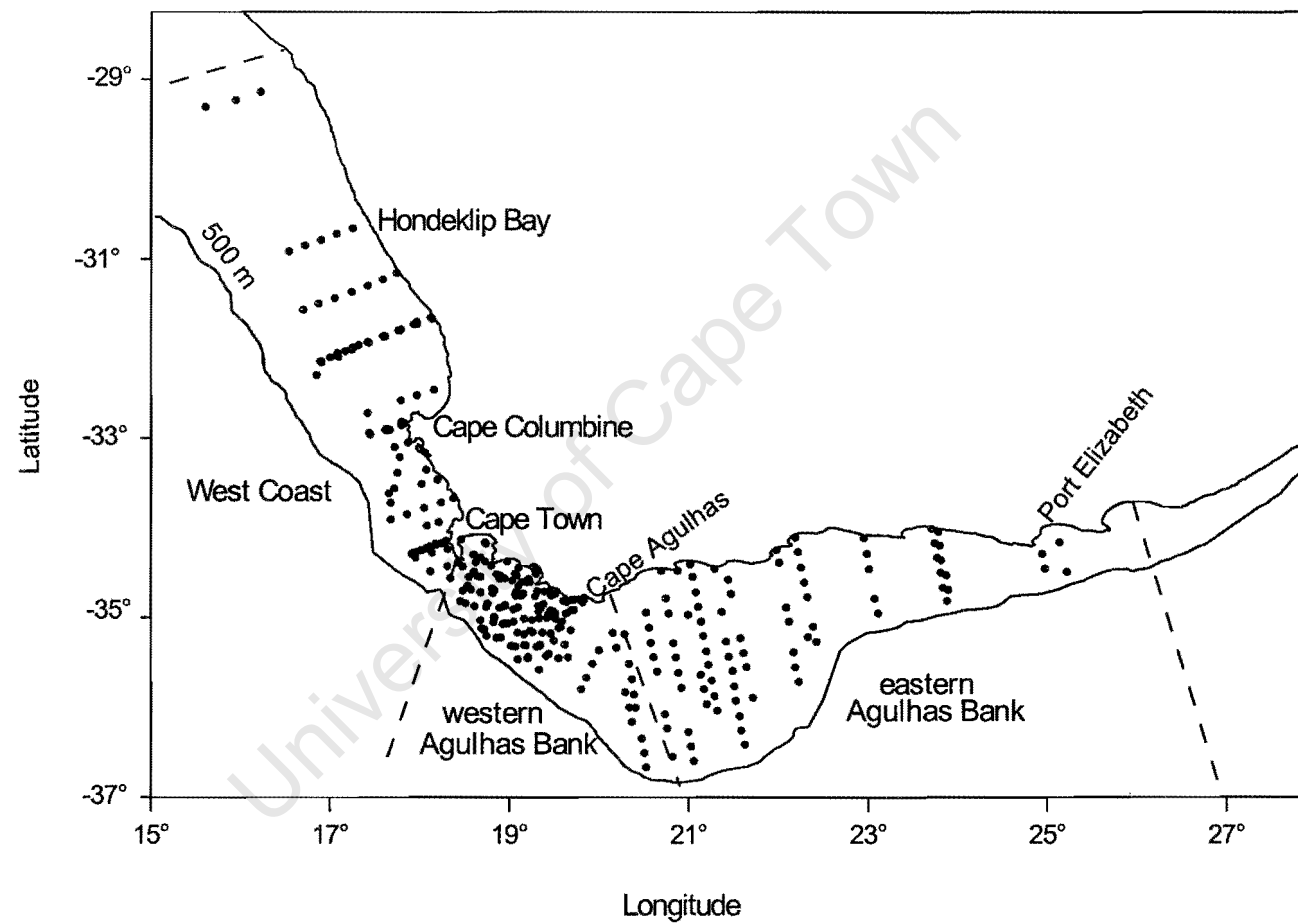 -29°
Hondeklip Bay
-31°
500 m
-33°
Cape Columbine
Latitude
West Coast
Cape Town
Cape Agulhas
Port Elizabeth
-35°
western
Agulhas Bank
eastern
Agulhas Bank
-37°
15°
17°
19°
21°
23°
25°
27°
Longitude
University of Cape Town